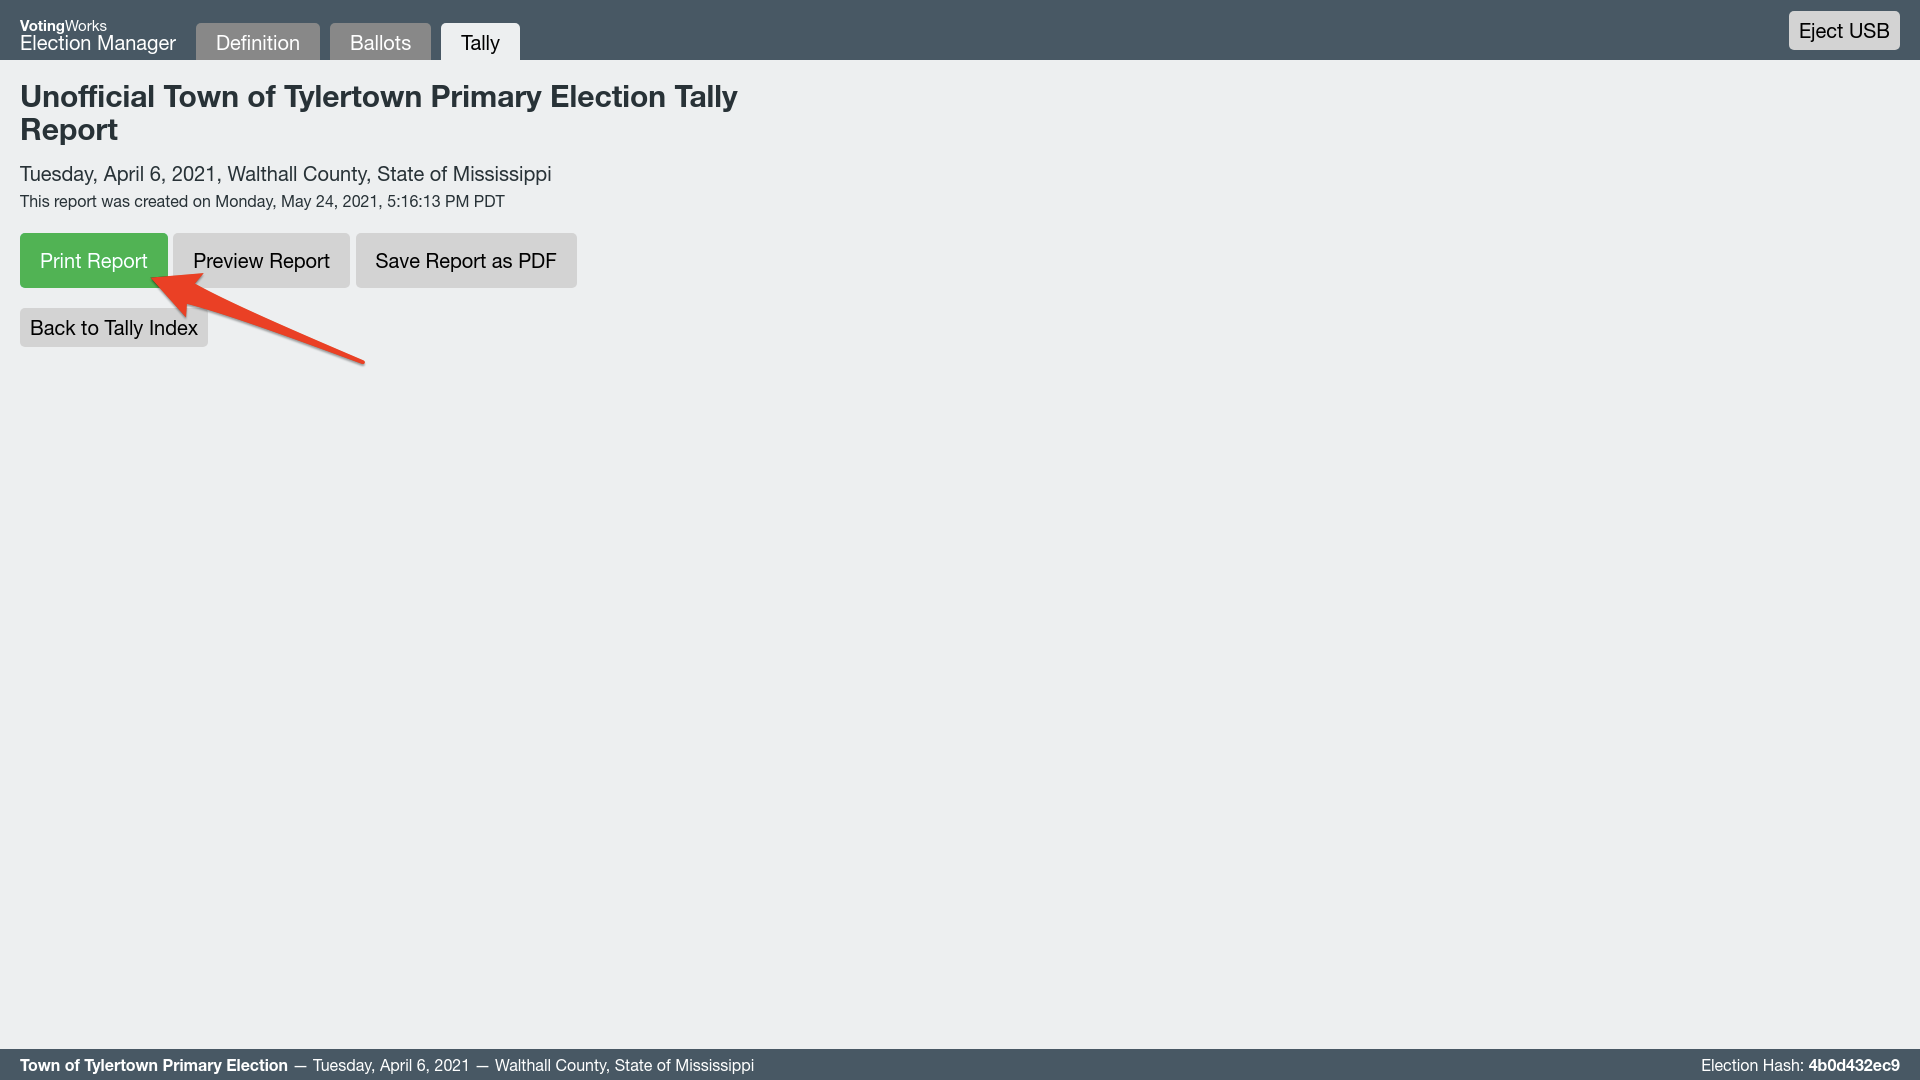 VotingWorks
Election Manager
Definition
Ballots
Tally
Eject USB
Unofficial Town of Tylertown Primary Election Tally
Report
Tuesday, April 6, 2021, Walthall County, State of Mississippi
This report was created on Monday, May 24, 2021, 5:16:13 PM PDT
Print Report
Preview Report
Save Report as PDF
Back to Tally Index
Town of Tylertown Primary Election — Tuesday, April 6, 2021 — Walthall County, State of Mississippi
Election Hash: 4b0d432ec9